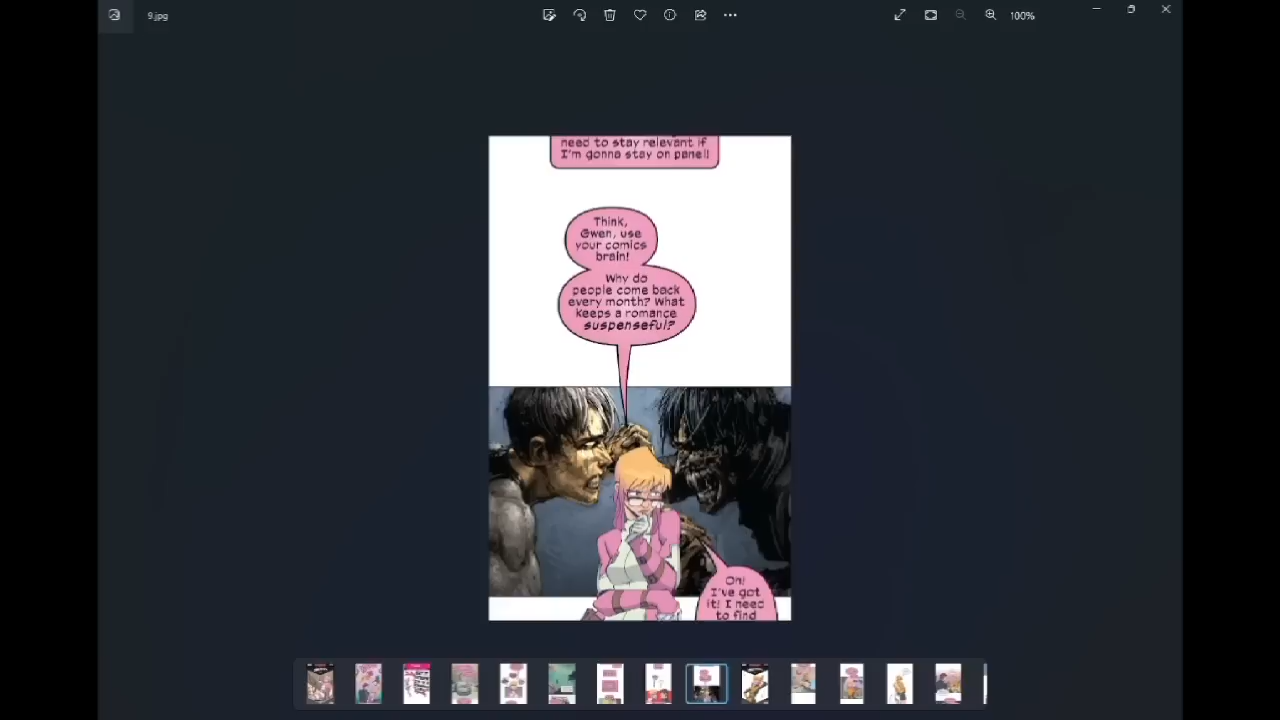 9.jpg
100%
need to stay relevant if
I'm gonna stay on panel!
Think,
Gwen, use
your comics
brain!
Why do
people come back
every month? What
keeps a romance
suspenseful?
Oh!
I've got
it! I need
to find